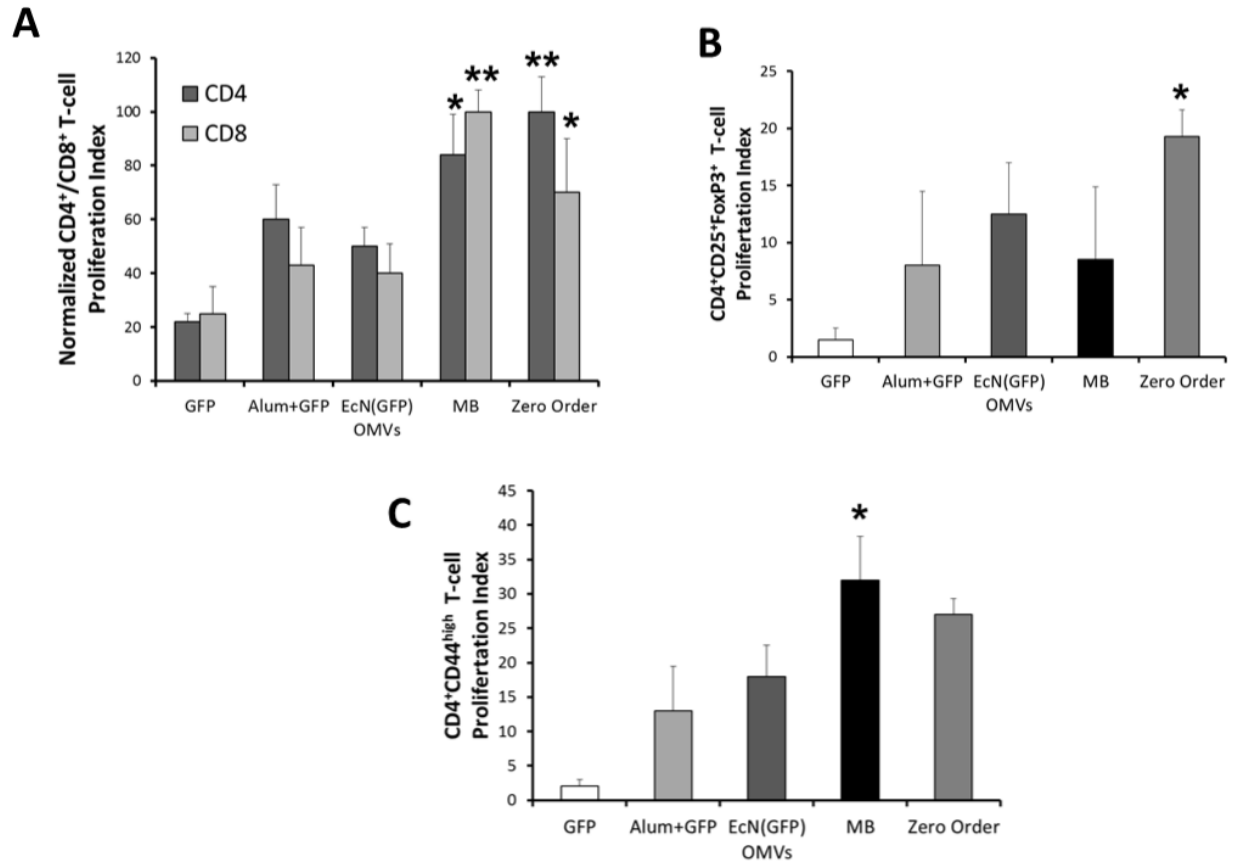 A
Normalized CD4⁺/CD8⁺ T-cell
Proliferation Index
120
100
80
60
40
20
0
CD4
CD8
*
**
**
*
GFP
Alum+GFP
EcN(GFP)
OMVs
MB
Zero Order
B
CD4⁺CD25⁺FoxP3⁺ T-cell
Prolifertation Index
25
20
15
10
5
0
*
GFP
Alum+GFP
EcN(GFP)
OMVs
MB
Zero Order
C
CD4⁺CD44ʰⁱᵍʰ T-cell
Prolifertation Index
45
40
35
30
25
20
15
10
5
0
*
GFP
Alum+GFP
EcN(GFP)
OMVs
MB
Zero Order